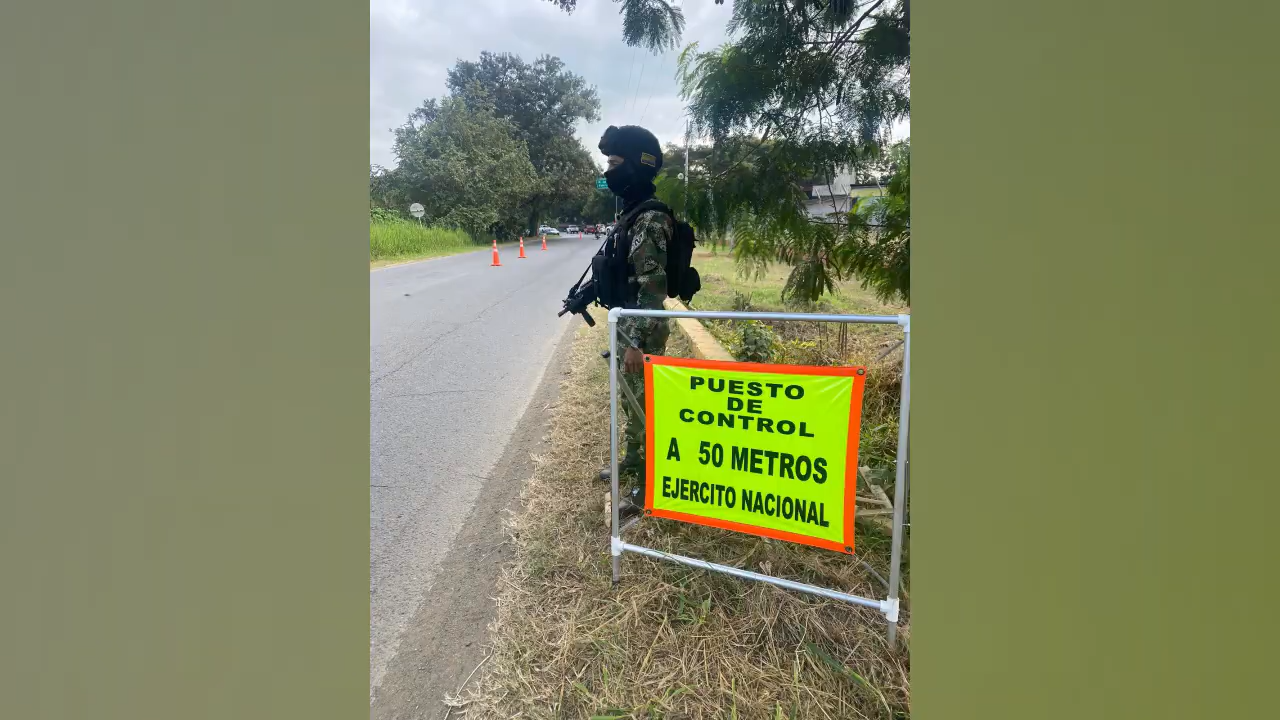 PUESTO
DE
CONTROL
A 50 METROS
EJERCITO NACIONAL